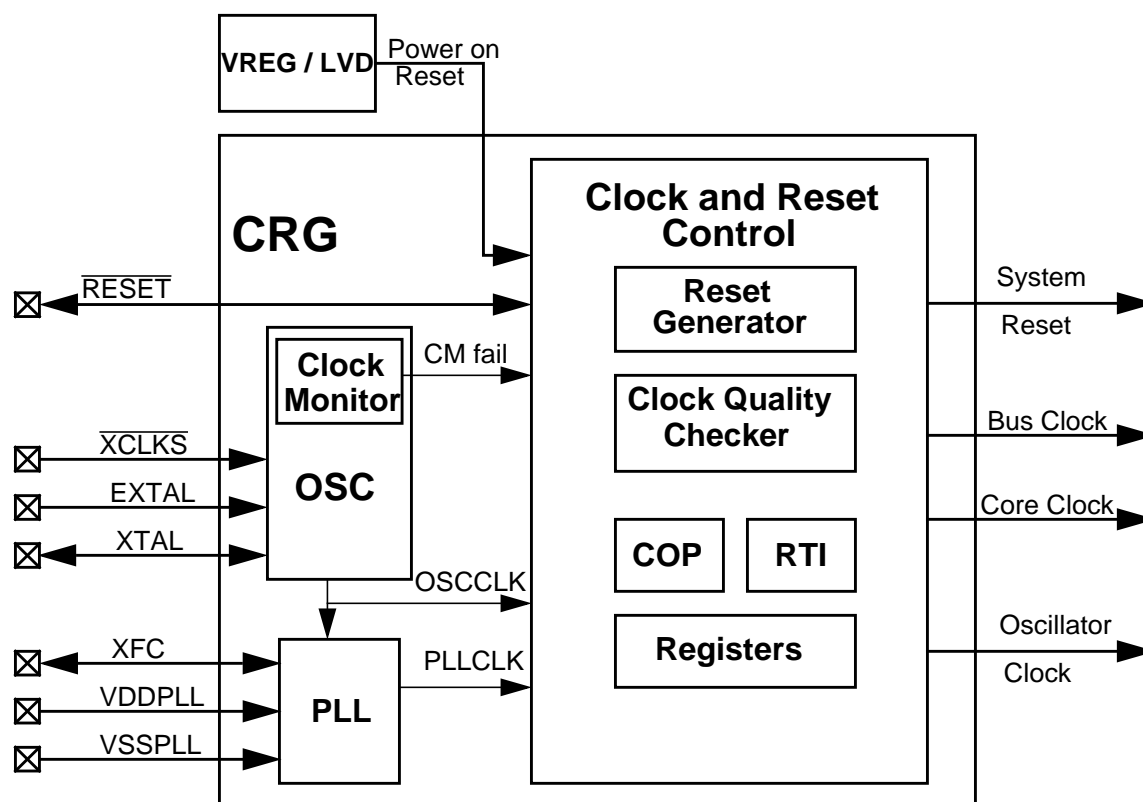 VREG / LVD
Power on
Reset
CRG
Clock and Reset
Control
RESET
Reset
Generator
System
Reset
Clock
Monitor
CM fail
Clock Quality
Checker
XCLKS
Bus Clock
OSC
EXTAL
Core Clock
XTAL
COP
RTI
OSCCLK
XFC
Registers
Oscillator
Clock
PLLCLK
VDDPLL
PLL
VSSPLL